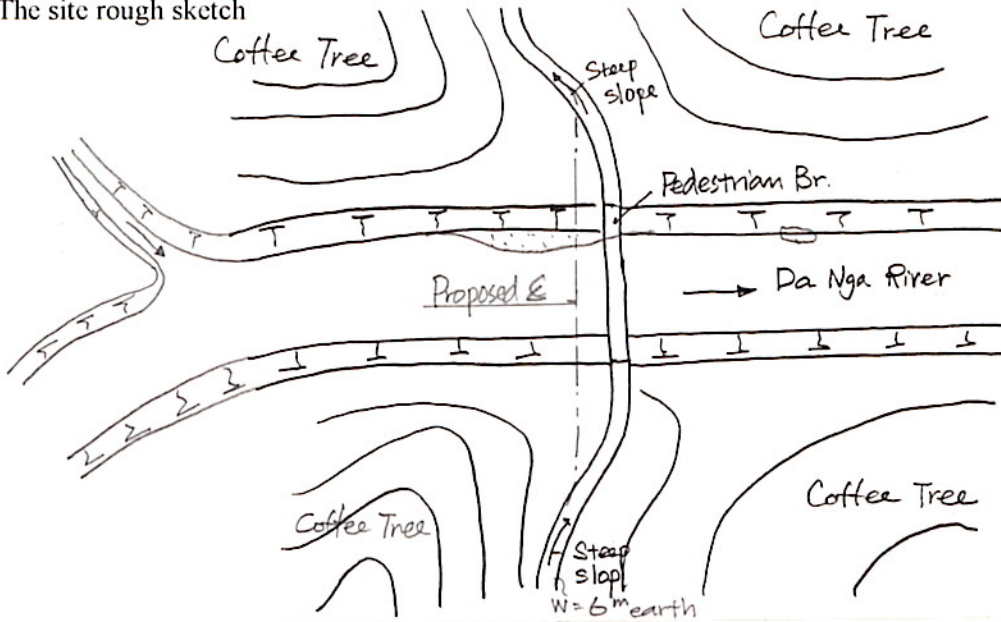 The site rough sketch
Coffee Tree
Coffee Tree
Steep
slope
Pedestrian Br.
Proposed ℄
Da Nga River
Coffee Tree
Coffee Tree
Steep
slop
W=6m earth